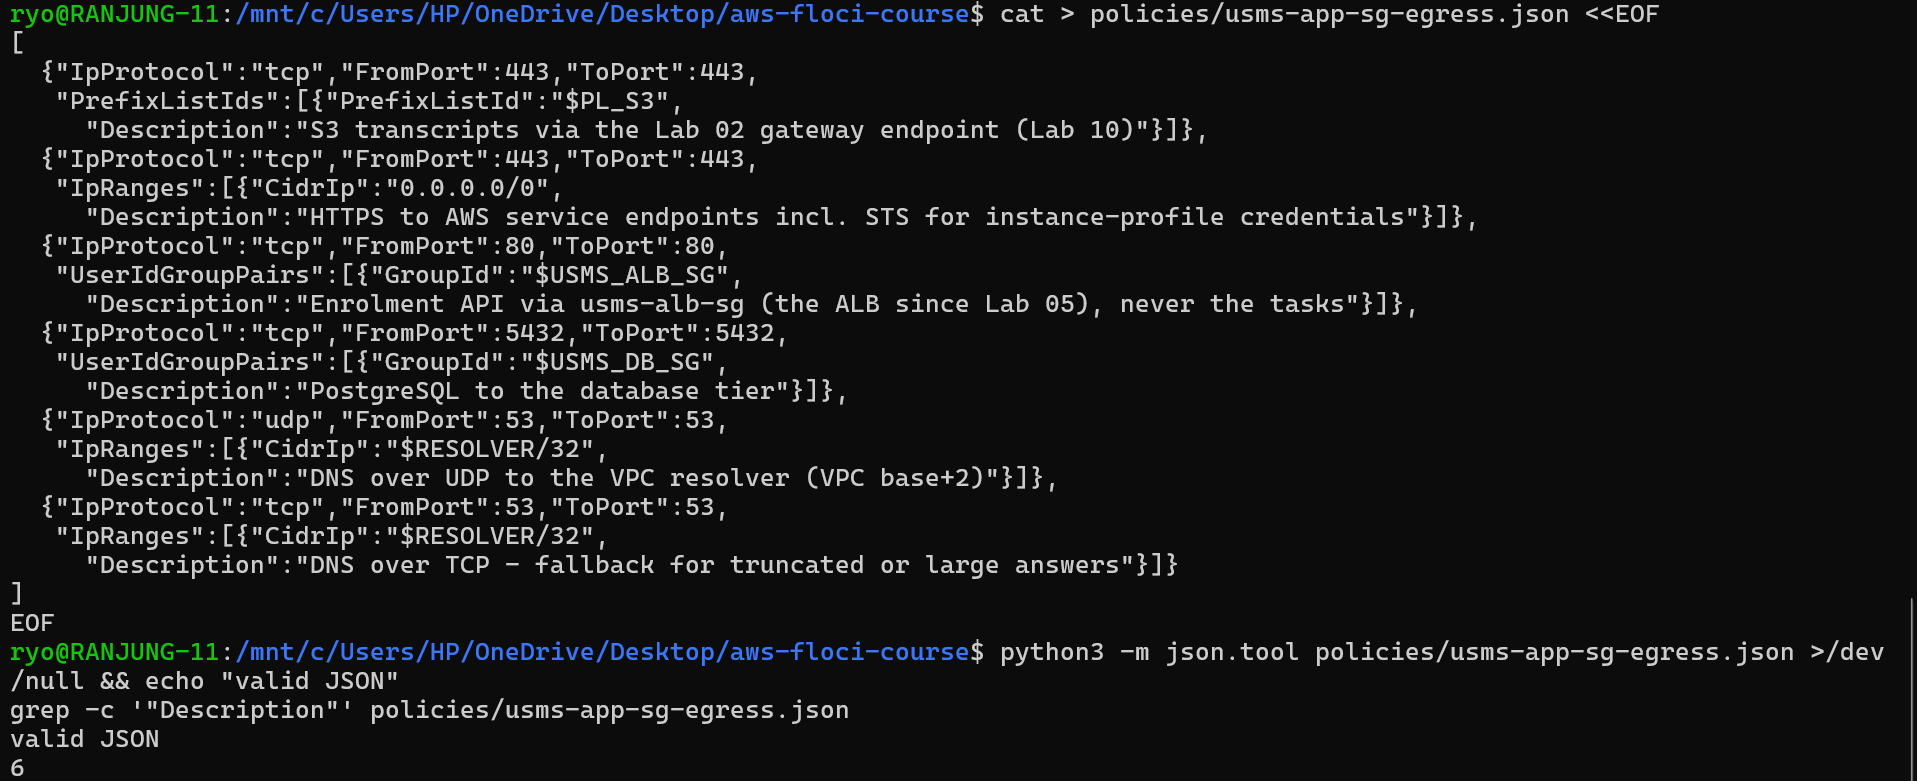 ryo@RANJUNG-11:/mnt/c/Users/HP/OneDrive/Desktop/aws-floci-course$ cat > policies/usms-app-sg-egress.json <<EOF
[
  {"IpProtocol":"tcp","FromPort":443,"ToPort":443,
   "PrefixListIds":[{"PrefixListId":"$PL_S3",
     "Description":"S3 transcripts via the Lab 02 gateway endpoint (Lab 10)"}]},
  {"IpProtocol":"tcp","FromPort":443,"ToPort":443,
   "IpRanges":[{"CidrIp":"0.0.0.0/0",
     "Description":"HTTPS to AWS service endpoints incl. STS for instance-profile credentials"}]},
  {"IpProtocol":"tcp","FromPort":80,"ToPort":80,
   "UserIdGroupPairs":[{"GroupId":"$USMS_ALB_SG",
     "Description":"Enrolment API via usms-alb-sg (the ALB since Lab 05), never the tasks"}]},
  {"IpProtocol":"tcp","FromPort":5432,"ToPort":5432,
   "UserIdGroupPairs":[{"GroupId":"$USMS_DB_SG",
     "Description":"PostgreSQL to the database tier"}]},
  {"IpProtocol":"udp","FromPort":53,"ToPort":53,
   "IpRanges":[{"CidrIp":"$RESOLVER/32",
     "Description":"DNS over UDP to the VPC resolver (VPC base+2)"}]},
  {"IpProtocol":"tcp","FromPort":53,"ToPort":53,
   "IpRanges":[{"CidrIp":"$RESOLVER/32",
     "Description":"DNS over TCP - fallback for truncated or large answers"}]}
]
EOF
ryo@RANJUNG-11:/mnt/c/Users/HP/OneDrive/Desktop/aws-floci-course$ python3 -m json.tool policies/usms-app-sg-egress.json >/dev
/null && echo "valid JSON"
grep -c '"Description"' policies/usms-app-sg-egress.json
valid JSON
6